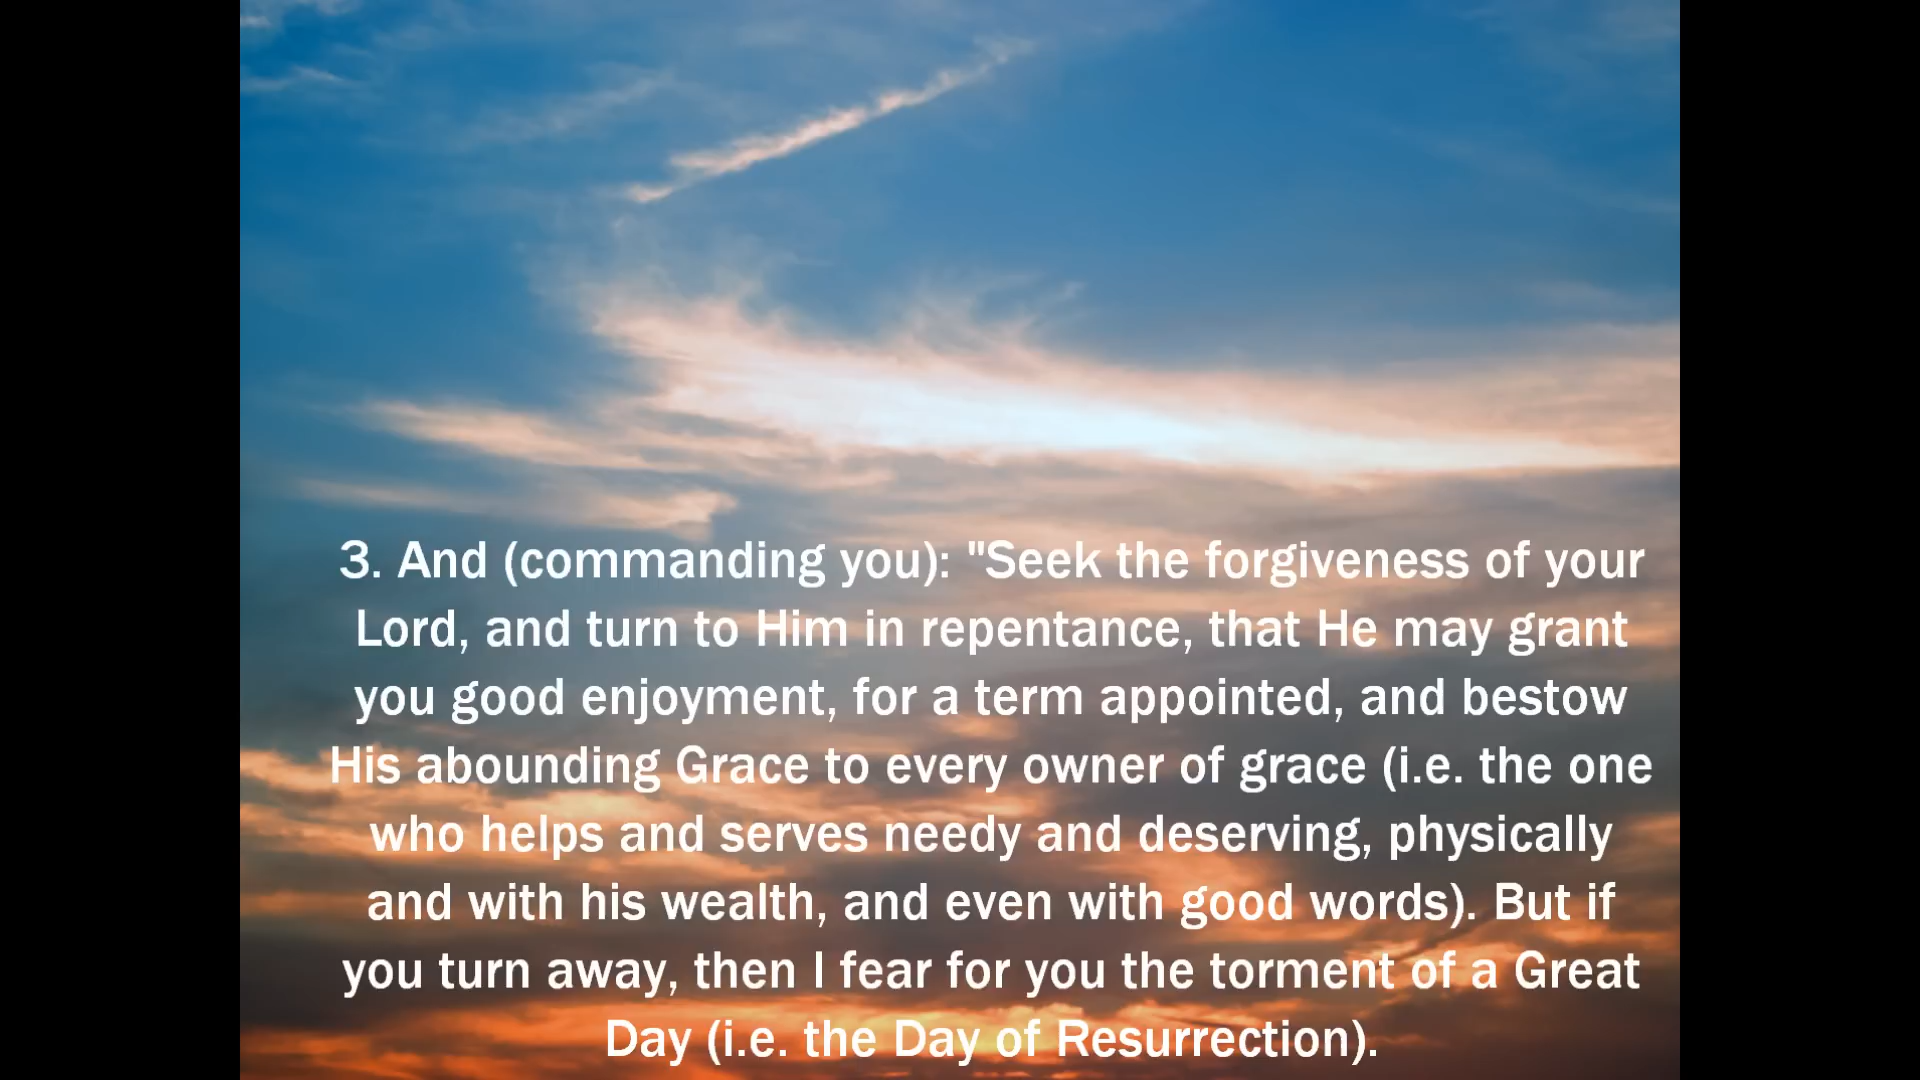 3. And (commanding you): "Seek the forgiveness of your
Lord, and turn to Him in repentance, that He may grant
you good enjoyment, for a term appointed, and bestow
His abounding Grace to every owner of grace (i.e. the one
who helps and serves needy and deserving, physically
and with his wealth, and even with good words). But if
you turn away, then I fear for you the torment of a Great
Day (i.e. the Day of Resurrection).